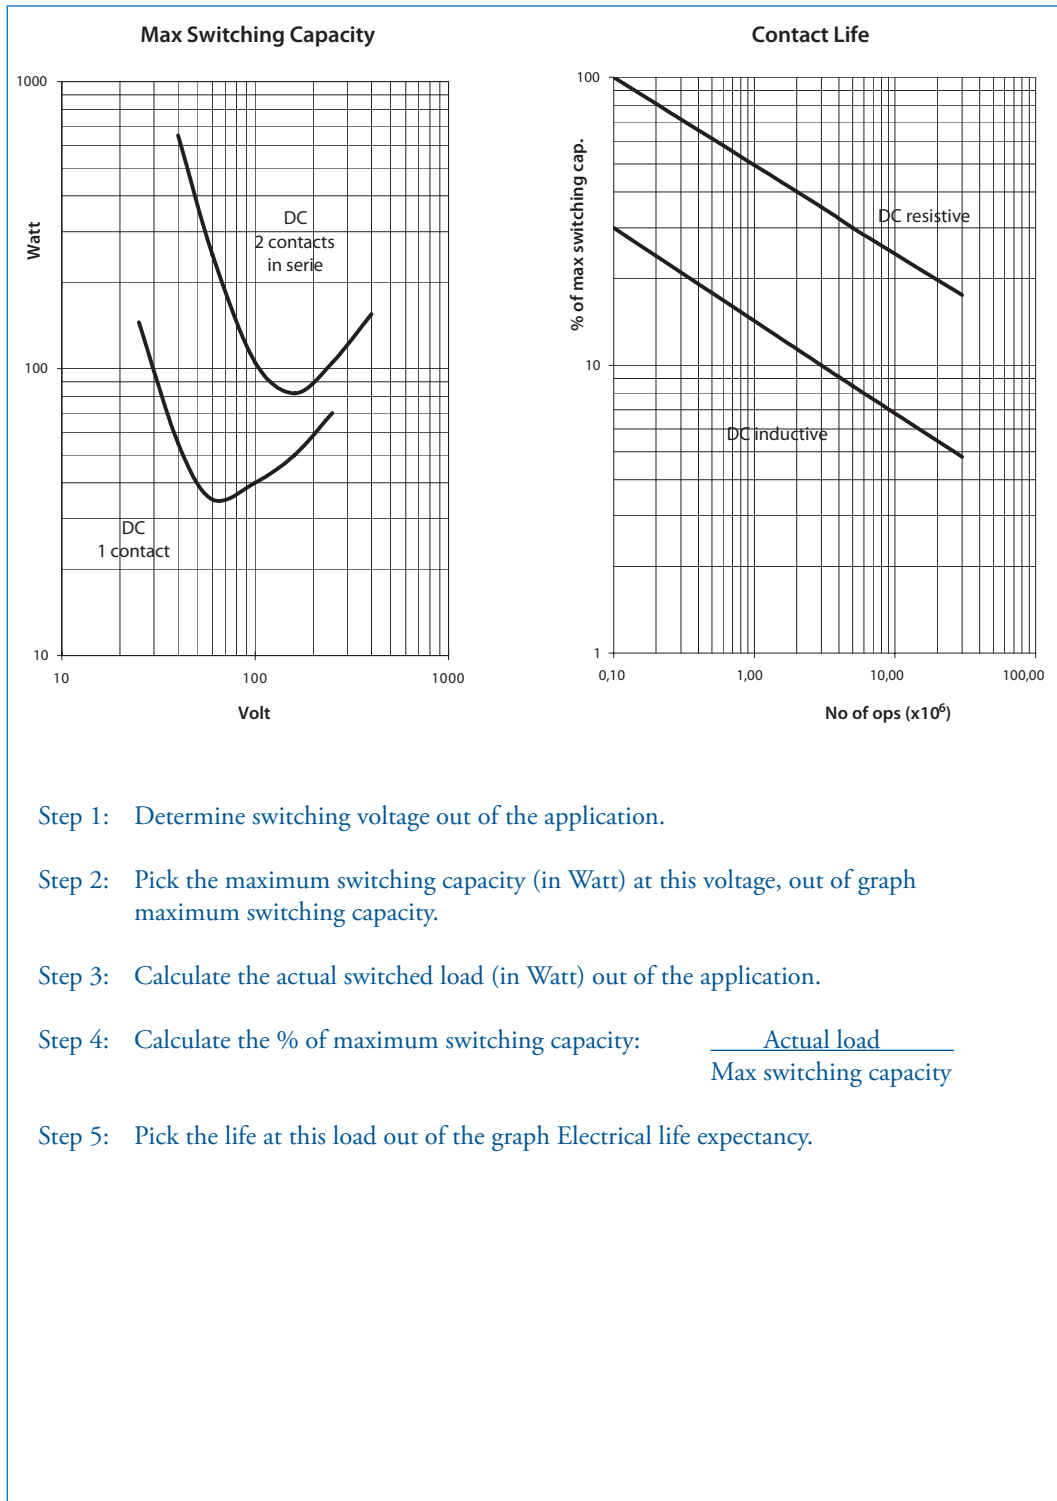 Max Switching Capacity
1000
100
10
10
100
1000
Watt
Volt
DC
2 contacts
in serie
DC
1 contact
Contact Life
100
10
1
0,10
1,00
10,00
100,00
% of max switching cap.
No of ops (x10⁶)
DC resistive
DC inductive
Step 1: Determine switching voltage out of the application.
Step 2: Pick the maximum switching capacity (in Watt) at this voltage, out of graph
maximum switching capacity.
Step 3: Calculate the actual switched load (in Watt) out of the application.
Step 4: Calculate the % of maximum switching capacity: Actual load
Max switching capacity
Step 5: Pick the life at this load out of the graph Electrical life expectancy.